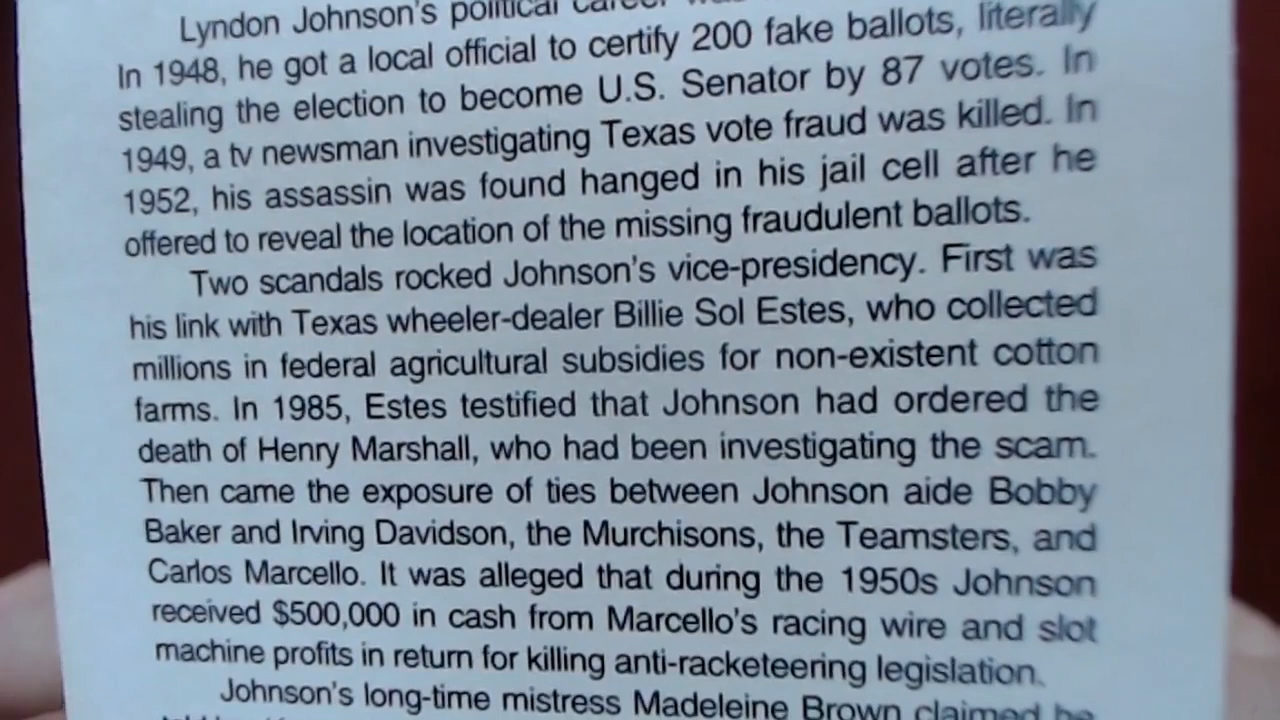 Lyndon Johnson's political career
In 1948, he got a local official to certify 200 fake ballots, literally
stealing the election to become U.S. Senator by 87 votes. In
1949, a tv newsman investigating Texas vote fraud was killed. In
1952, his assassin was found hanged in his jail cell after he
offered to reveal the location of the missing fraudulent ballots.
Two scandals rocked Johnson's vice-presidency. First was
his link with Texas wheeler-dealer Billie Sol Estes, who collected
millions in federal agricultural subsidies for non-existent cotton
farms. In 1985, Estes testified that Johnson had ordered the
death of Henry Marshall, who had been investigating the scam.
Then came the exposure of ties between Johnson aide Bobby
Baker and Irving Davidson, the Murchisons, the Teamsters, and
Carlos Marcello. It was alleged that during the 1950s Johnson
received $500,000 in cash from Marcello's racing wire and slot
machine profits in return for killing anti-racketeering legislation.
Johnson's long-time mistress Madeleine Brown claimed he